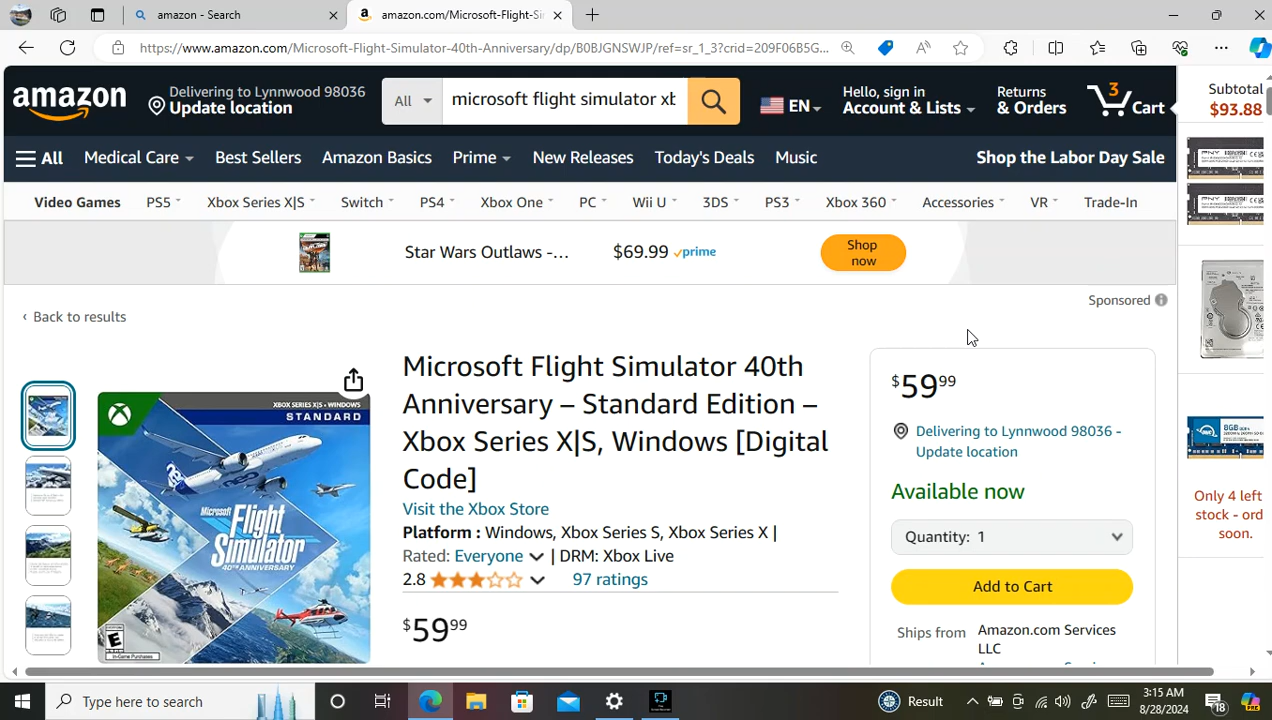 amazon - Search
amazon.com/Microsoft-Flight-Si
https://www.amazon.com/Microsoft-Flight-Simulator-40th-Anniversary/dp/B0BJGNSWJP/ref=sr_1_3?crid=209F06B5G...
amazon
Delivering to Lynnwood 98036
Update location
All
microsoft flight simulator xb
EN
Hello, sign in
Account & Lists
Returns
& Orders
3
Cart
Subtotal
$93.88
All
Medical Care
Best Sellers
Amazon Basics
Prime
New Releases
Today's Deals
Music
Shop the Labor Day Sale
Video Games
PS5
Xbox Series X|S
Switch
PS4
Xbox One
PC
Wii U
3DS
PS3
Xbox 360
Accessories
VR
Trade-In
Star Wars Outlaws -...
$69.99
prime
Shop
now
Sponsored
‹ Back to results
XBOX SERIES X|S • WINDOWS
STANDARD
Microsoft
Flight
Simulator
40TH ANNIVERSARY
E
In-Game Purchases
Microsoft Flight Simulator 40th
Anniversary – Standard Edition –
Xbox Series X|S, Windows [Digital
Code]
Visit the Xbox Store
Platform : Windows, Xbox Series S, Xbox Series X |
Rated: Everyone | DRM: Xbox Live
2.8
97 ratings
$59 99
$59 99
Delivering to Lynnwood 98036 -
Update location
Available now
Quantity: 1
Add to Cart
Ships from
Amazon.com Services
LLC
PNY
PNY
8GB
Only 4 left
stock - ord
soon.
Type here to search
Result
3:15 AM
8/28/2024
18
PRE